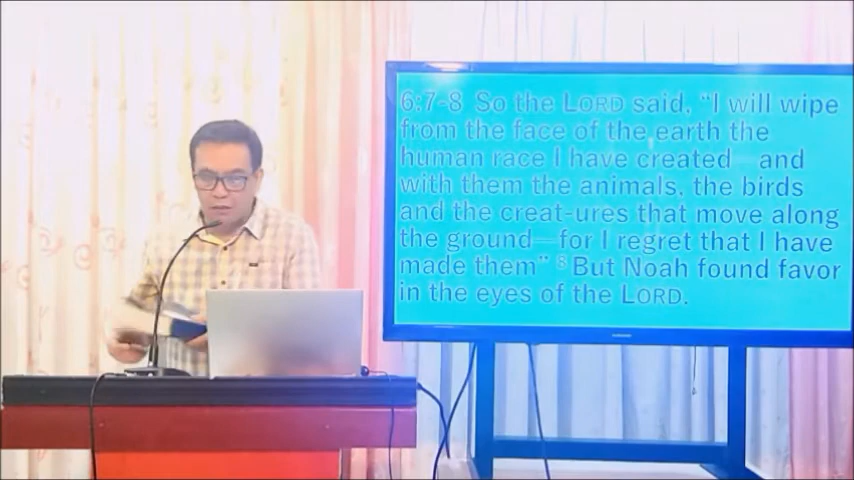 6:7-8 So the LORD said, “I will wipe
from the face of the earth the
human race I have created—and
with them the animals, the birds
and the creat-ures that move along
the ground—for I regret that I have
made them” 8 But Noah found favor
in the eyes of the LORD.